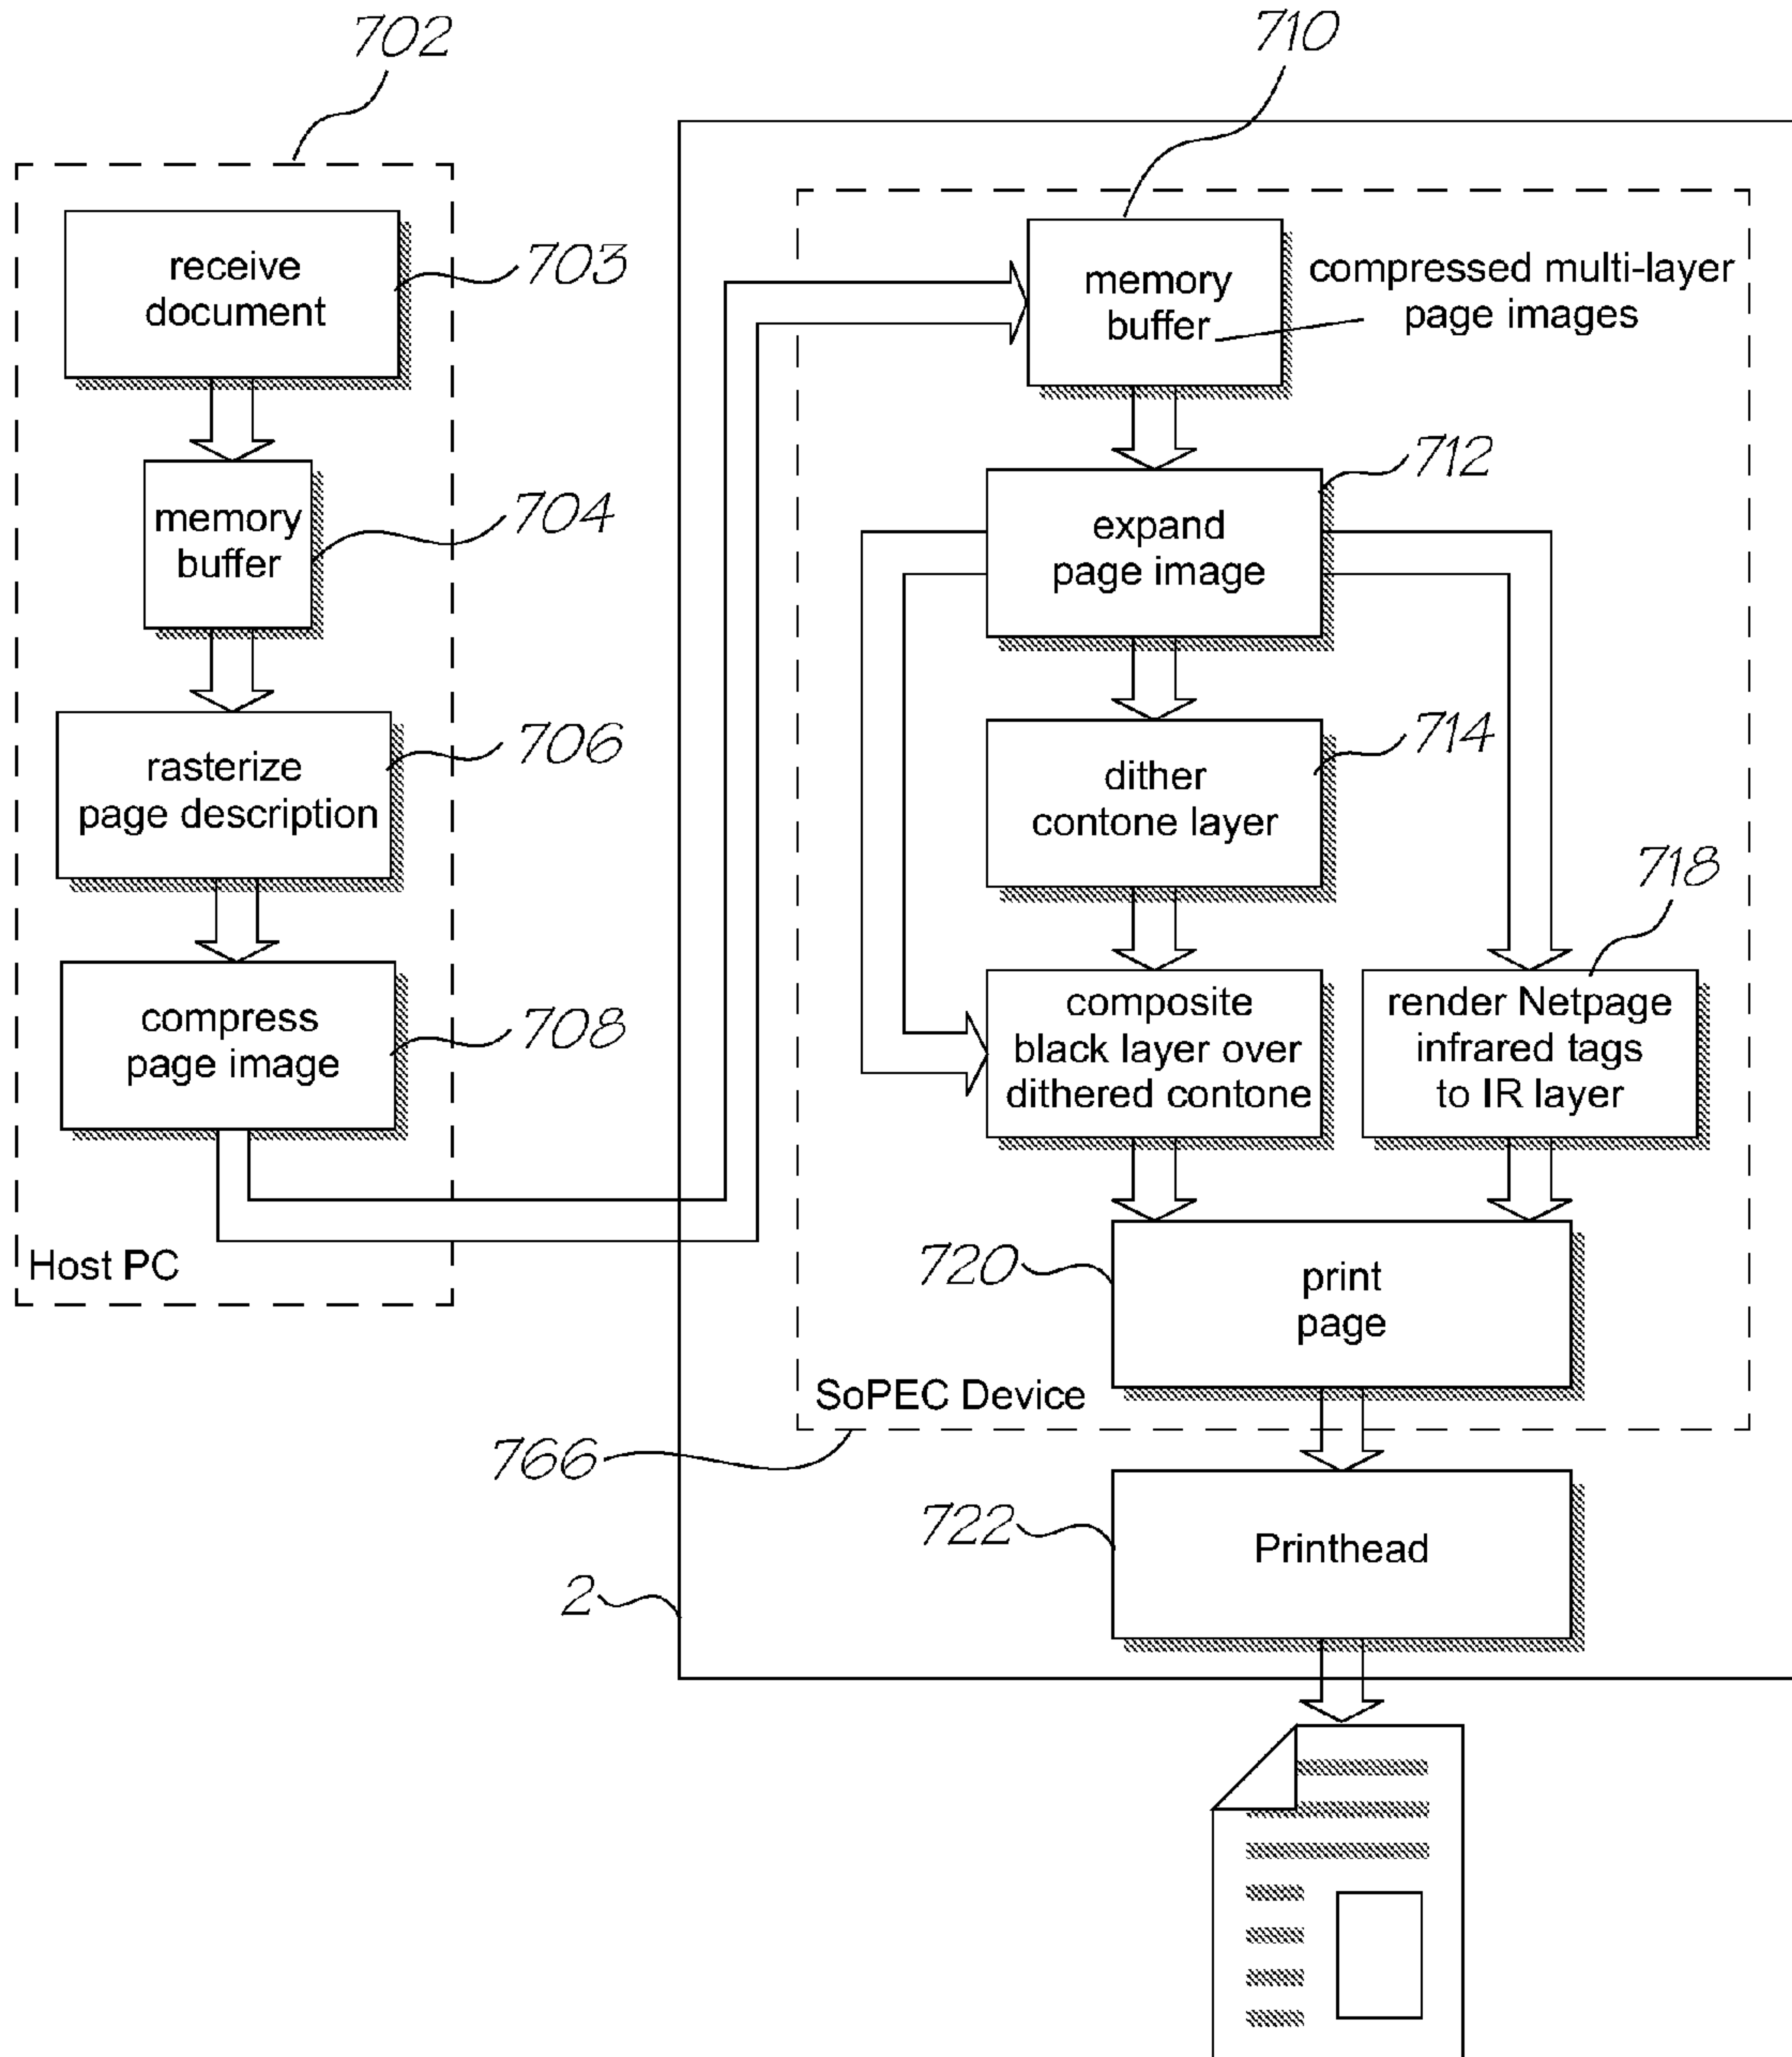 702
receive
document
703
memory
buffer
704
rasterize
page description
706
compress
page image
708
Host PC
710
memory
buffer
compressed multi-layer
page images
expand
page image
712
dither
contone layer
714
composite
black layer over
dithered contone
718
render Netpage
infrared tags
to IR layer
720
print
page
SoPEC Device
766
722
Printhead
2